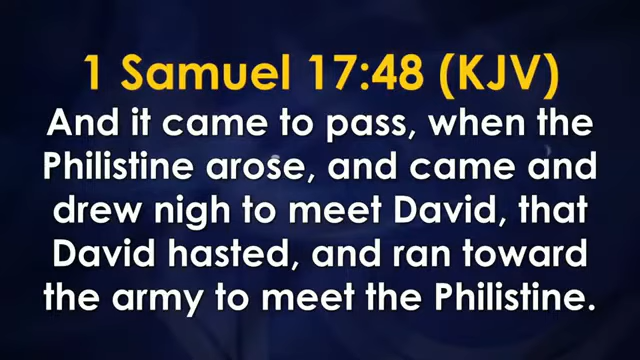 1 Samuel 17:48 (KJV)
And it came to pass, when the
Philistine arose, and came and
drew nigh to meet David, that
David hasted, and ran toward
the army to meet the Philistine.